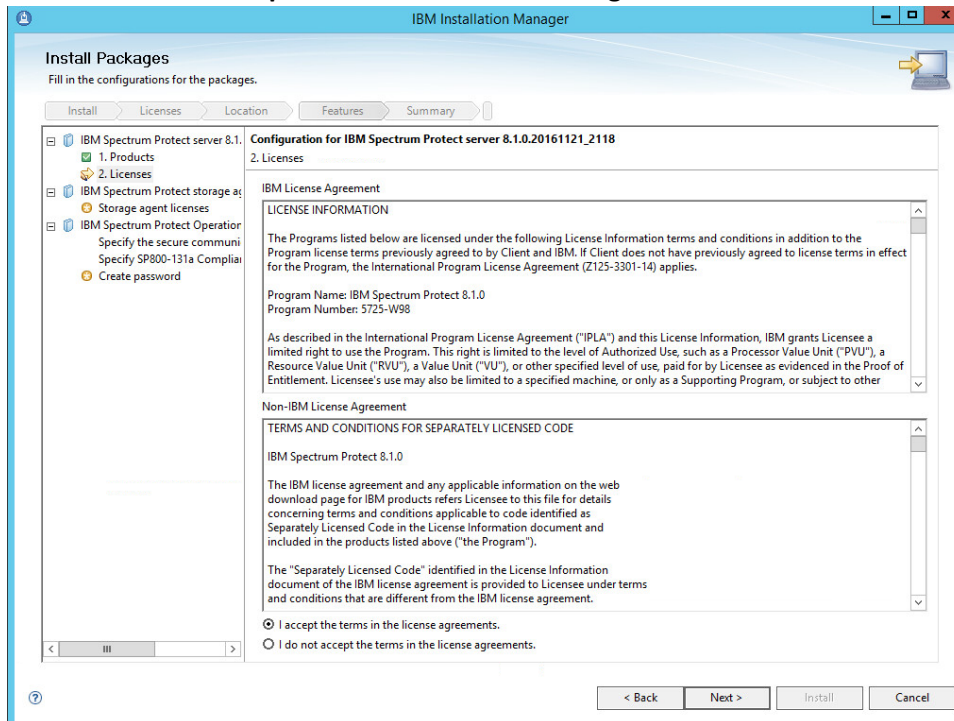 IBM Installation Manager
Install Packages
Fill in the configurations for the packages.
Install
Licenses
Location
Features
Summary
IBM Spectrum Protect server 8.1.
1. Products
2. Licenses
IBM Spectrum Protect storage ag
Storage agent licenses
IBM Spectrum Protect Operation
Specify the secure communi
Specify SP800-131a Complian
Create password
Configuration for IBM Spectrum Protect server 8.1.0.20161121_2118
2. Licenses
IBM License Agreement
LICENSE INFORMATION
The Programs listed below are licensed under the following License Information terms and conditions in addition to the
Program license terms previously agreed to by Client and IBM. If Client does not have previously agreed to license terms in effect
for the Program, the International Program License Agreement (Z125-3301-14) applies.
Program Name: IBM Spectrum Protect 8.1.0
Program Number: 5725-W98
As described in the International Program License Agreement ("IPLA") and this License Information, IBM grants Licensee a
limited right to use the Program. This right is limited to the level of Authorized Use, such as a Processor Value Unit ("PVU"), a
Resource Value Unit ("RVU"), a Value Unit ("VU"), or other specified level of use, paid for by Licensee as evidenced in the Proof of
Entitlement. Licensee's use may also be limited to a specified machine, or only as a Supporting Program, or subject to other
Non-IBM License Agreement
TERMS AND CONDITIONS FOR SEPARATELY LICENSED CODE
IBM Spectrum Protect 8.1.0
The IBM license agreement and any applicable information on the web
download page for IBM products refers Licensee to this file for details
concerning terms and conditions applicable to code identified as
Separately Licensed Code in the License Information document and
included in the products listed above ("the Program").
The "Separately Licensed Code" identified in the License Information
document of the IBM license agreement is provided to Licensee under terms
and conditions that are different from the IBM license agreement.
I accept the terms in the license agreements.
I do not accept the terms in the license agreements.
< Back
Next >
Install
Cancel